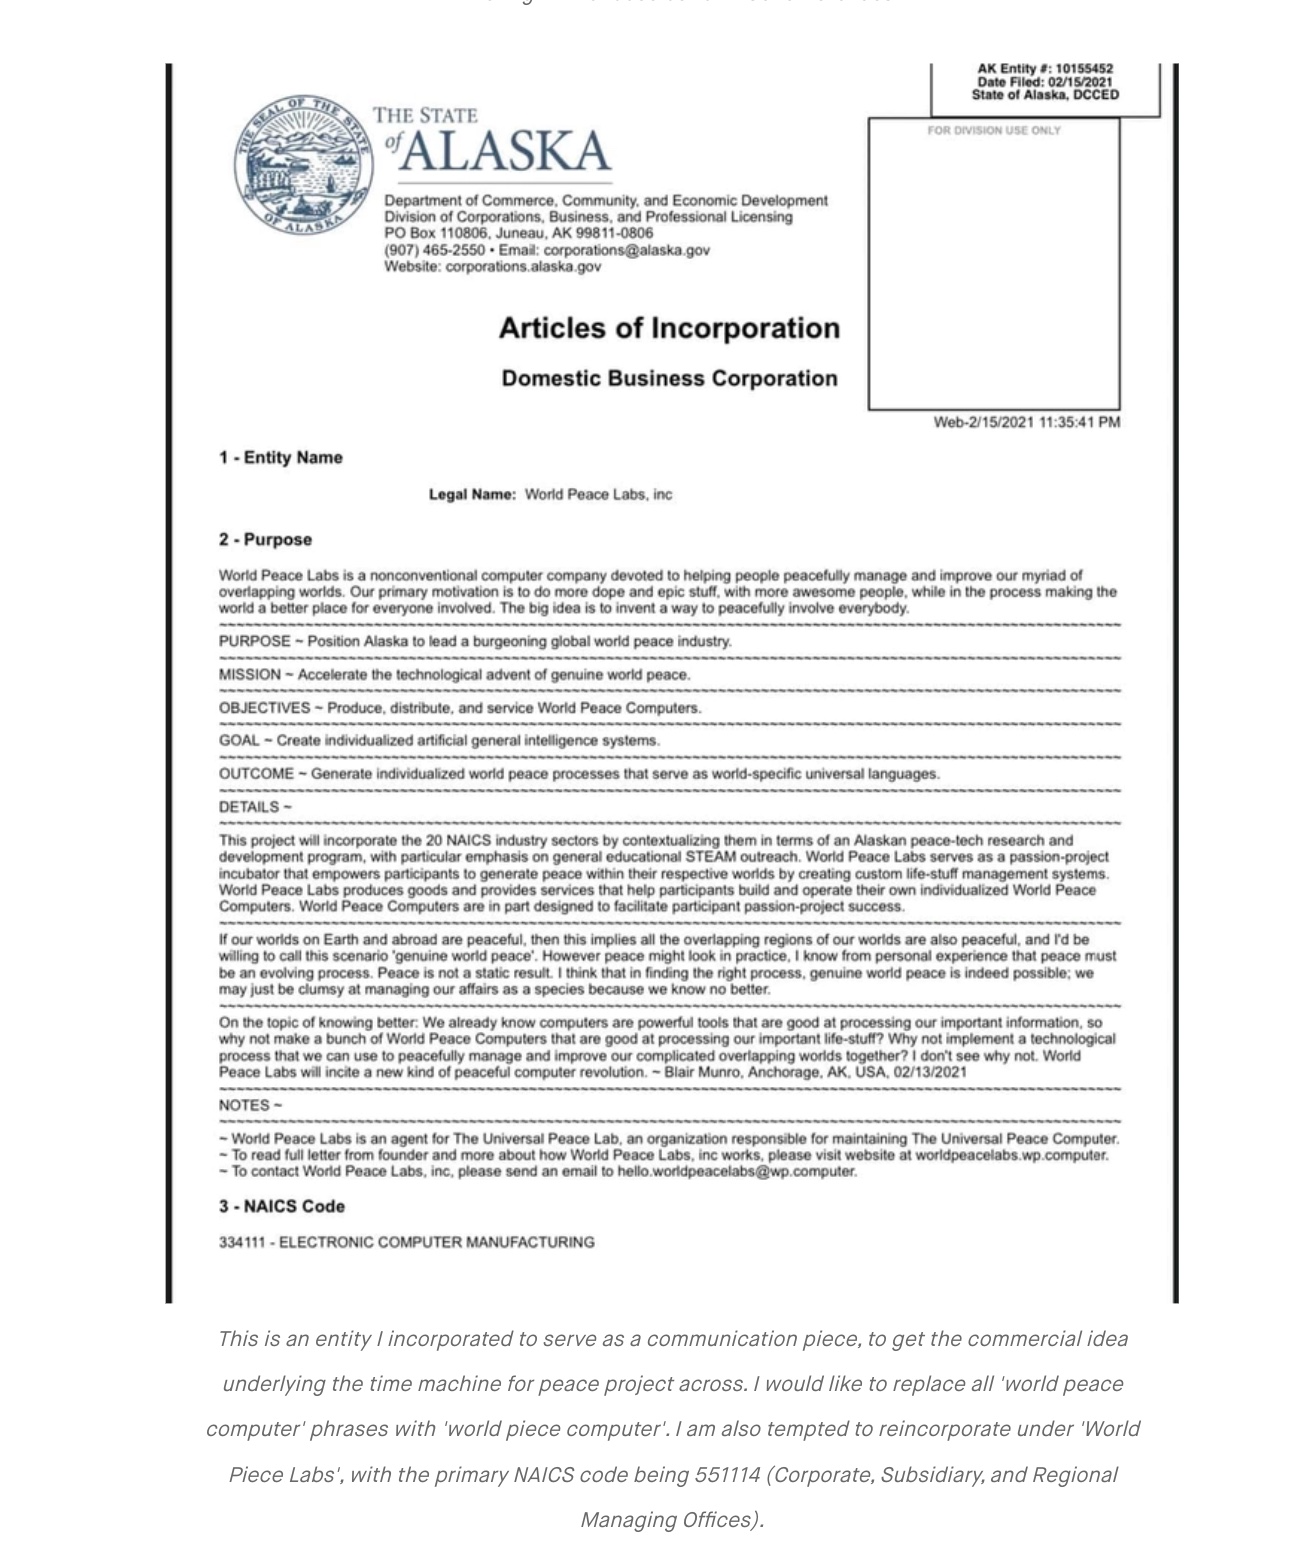 AK Entity #: 10155452
Date Filed: 02/15/2021
State of Alaska, DCCED
FOR DIVISION USE ONLY
THE SEAL OF THE STATE OF ALASKA
THE STATE
of ALASKA
Department of Commerce, Community, and Economic Development
Division of Corporations, Business, and Professional Licensing
PO Box 110806, Juneau, AK 99811-0806
(907) 465-2550 • Email: corporations@alaska.gov
Website: corporations.alaska.gov
Articles of Incorporation
Domestic Business Corporation
Web-2/15/2021 11:35:41 PM
1 - Entity Name
Legal Name: World Peace Labs, inc
2 - Purpose
World Peace Labs is a nonconventional computer company devoted to helping people peacefully manage and improve our myriad of
overlapping worlds. Our primary motivation is to do more dope and epic stuff, with more awesome people, while in the process making the
world a better place for everyone involved. The big idea is to invent a way to peacefully involve everybody.
PURPOSE ~ Position Alaska to lead a burgeoning global world peace industry.
MISSION ~ Accelerate the technological advent of genuine world peace.
OBJECTIVES ~ Produce, distribute, and service World Peace Computers.
GOAL ~ Create individualized artificial general intelligence systems.
OUTCOME ~ Generate individualized world peace processes that serve as world-specific universal languages.
DETAILS ~
This project will incorporate the 20 NAICS industry sectors by contextualizing them in terms of an Alaskan peace-tech research and
development program, with particular emphasis on general educational STEAM outreach. World Peace Labs serves as a passion-project
incubator that empowers participants to generate peace within their respective worlds by creating custom life-stuff management systems.
World Peace Labs produces goods and provides services that help participants build and operate their own individualized World Peace
Computers. World Peace Computers are in part designed to facilitate participant passion-project success.
If our worlds on Earth and abroad are peaceful, then this implies all the overlapping regions of our worlds are also peaceful, and I'd be
willing to call this scenario 'genuine world peace'. However peace might look in practice, I know from personal experience that peace must
be an evolving process. Peace is not a static result. I think that in finding the right process, genuine world peace is indeed possible; we
may just be clumsy at managing our affairs as a species because we know no better.
On the topic of knowing better: We already know computers are powerful tools that are good at processing our important information, so
why not make a bunch of World Peace Computers that are good at processing our important life-stuff? Why not implement a technological
process that we can use to peacefully manage and improve our complicated overlapping worlds together? I don't see why not. World
Peace Labs will incite a new kind of peaceful computer revolution. ~ Blair Munro, Anchorage, AK, USA, 02/13/2021
NOTES ~
~ World Peace Labs is an agent for The Universal Peace Lab, an organization responsible for maintaining The Universal Peace Computer.
~ To read full letter from founder and more about how World Peace Labs, inc works, please visit website at worldpeacelabs.wp.computer.
~ To contact World Peace Labs, inc, please send an email to hello.worldpeacelabs@wp.computer.
3 - NAICS Code
334111 - ELECTRONIC COMPUTER MANUFACTURING
This is an entity I incorporated to serve as a communication piece, to get the commercial idea
underlying the time machine for peace project across. I would like to replace all 'world peace
computer' phrases with 'world piece computer'. I am also tempted to reincorporate under 'World
Piece Labs', with the primary NAICS code being 551114 (Corporate, Subsidiary, and Regional
Managing Offices).